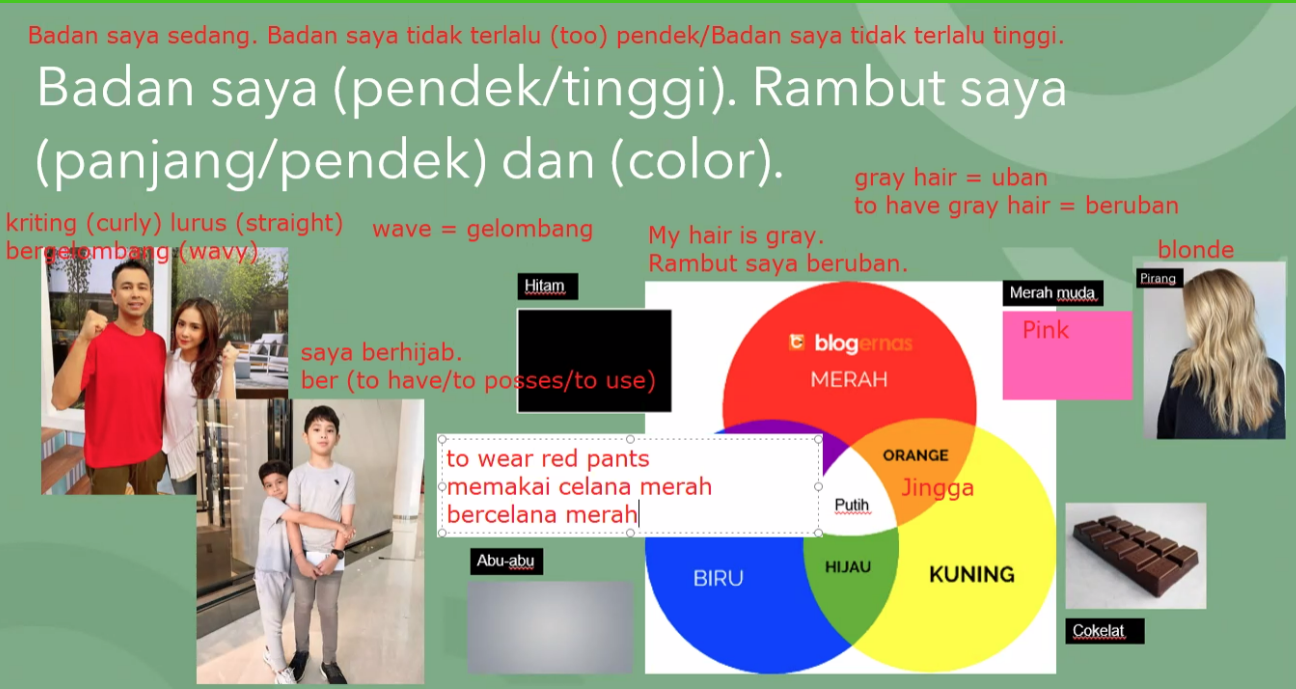 Badan saya sedang. Badan saya tidak terlalu (too) pendek/Badan saya tidak terlalu tinggi.
Badan saya (pendek/tinggi). Rambut saya
(panjang/pendek) dan (color).
gray hair = uban
to have gray hair = beruban
kriting (curly) lurus (straight)
bergelombang (wavy)
wave = gelombang
My hair is gray.
Rambut saya beruban.
blonde
Pirang
Hitam
Merah muda
Pink
blogernas
MERAH
saya berhijab.
ber (to have/to posses/to use)
to wear red pants
memakai celana merah
bercelana merah
ORANGE
Jingga
Putih
Abu-abu
BIRU
HIJAU
KUNING
Cokelat